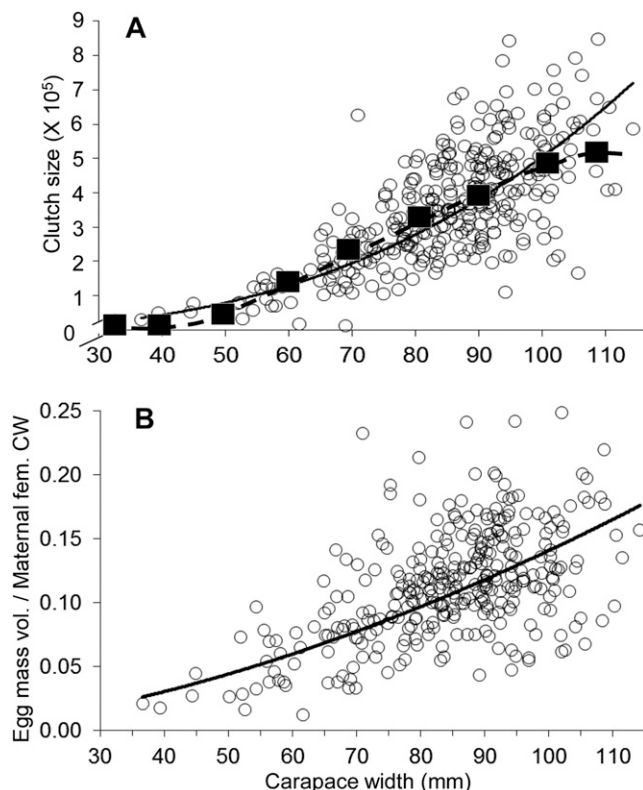 A
Clutch size (X 10⁵)
9
8
7
6
5
4
3
2
1
0
30 40 50 60 70 80 90 100 110
B
Egg mass vol. / Maternal fem. CW
0.25
0.20
0.15
0.10
0.05
0.00
30 40 50 60 70 80 90 100 110
Carapace width (mm)